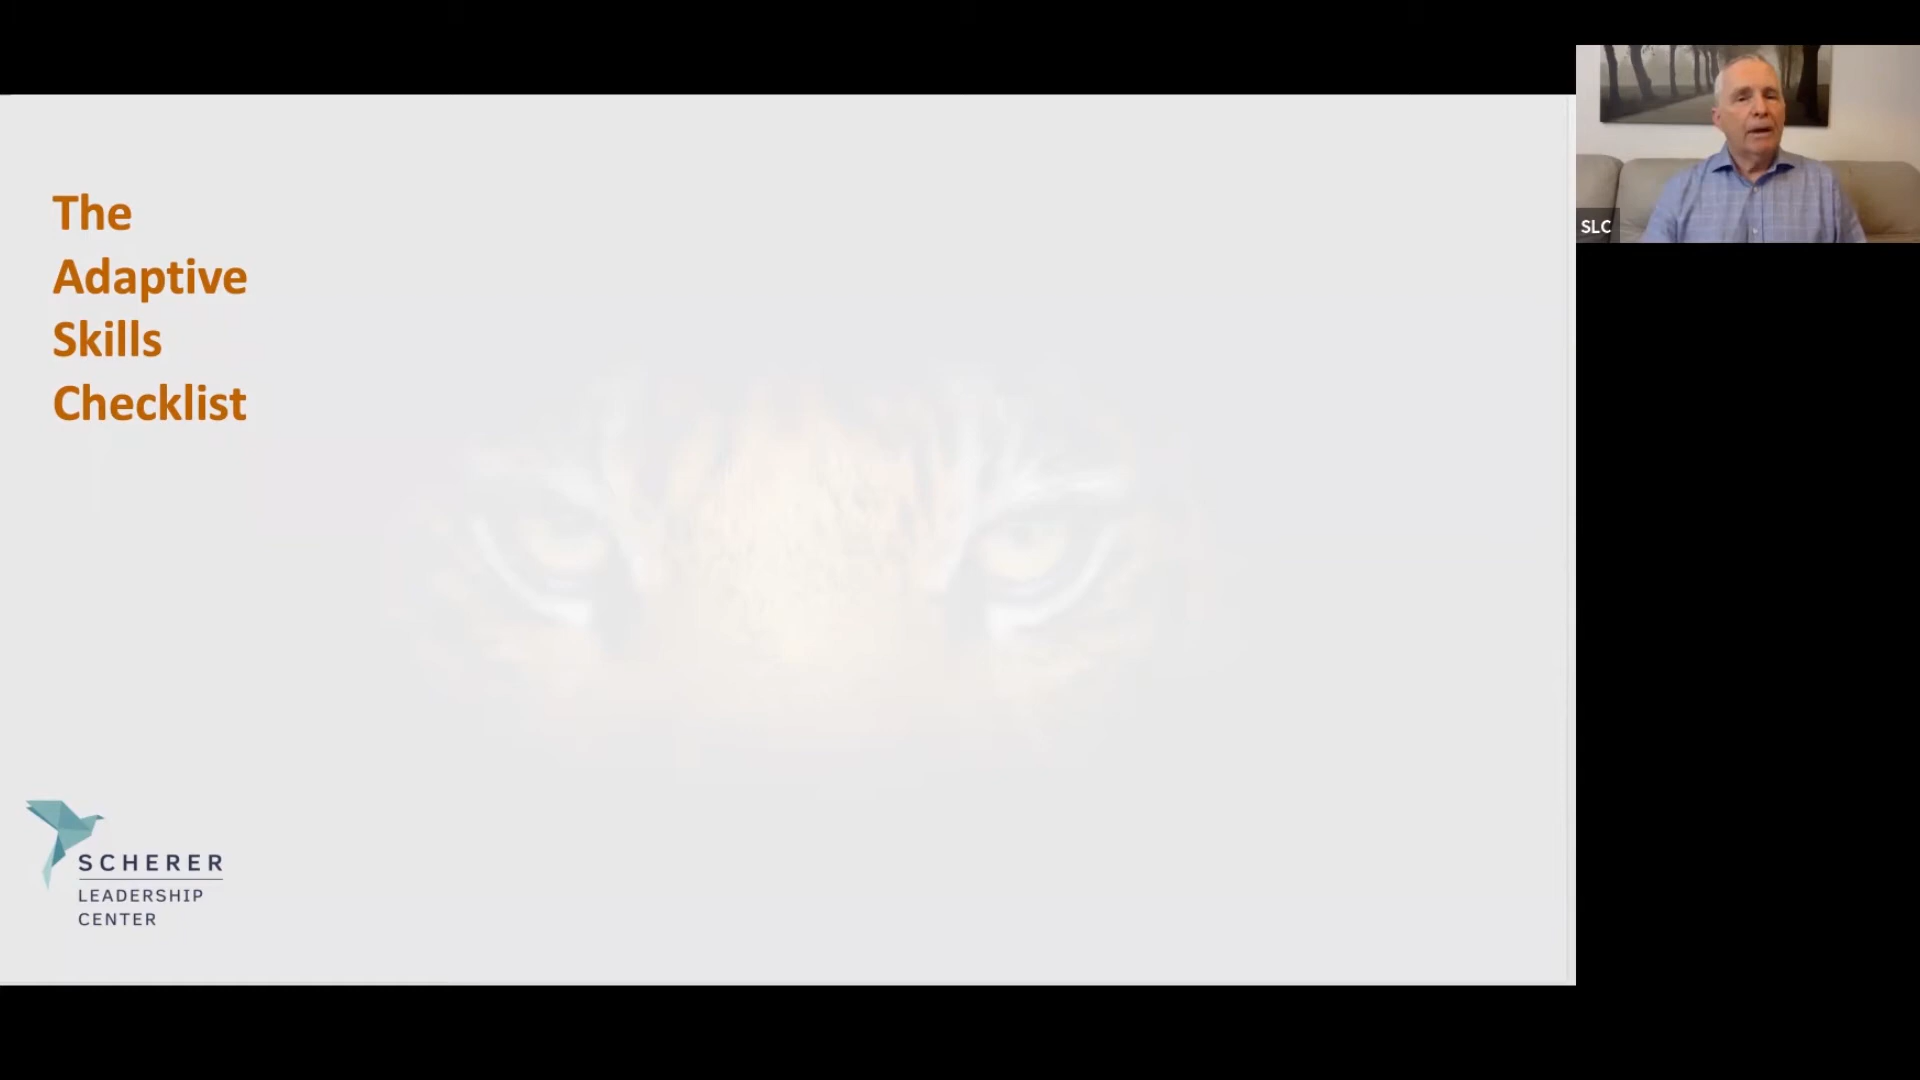 The
Adaptive
Skills
Checklist
SCHERER
LEADERSHIP
CENTER
SLC